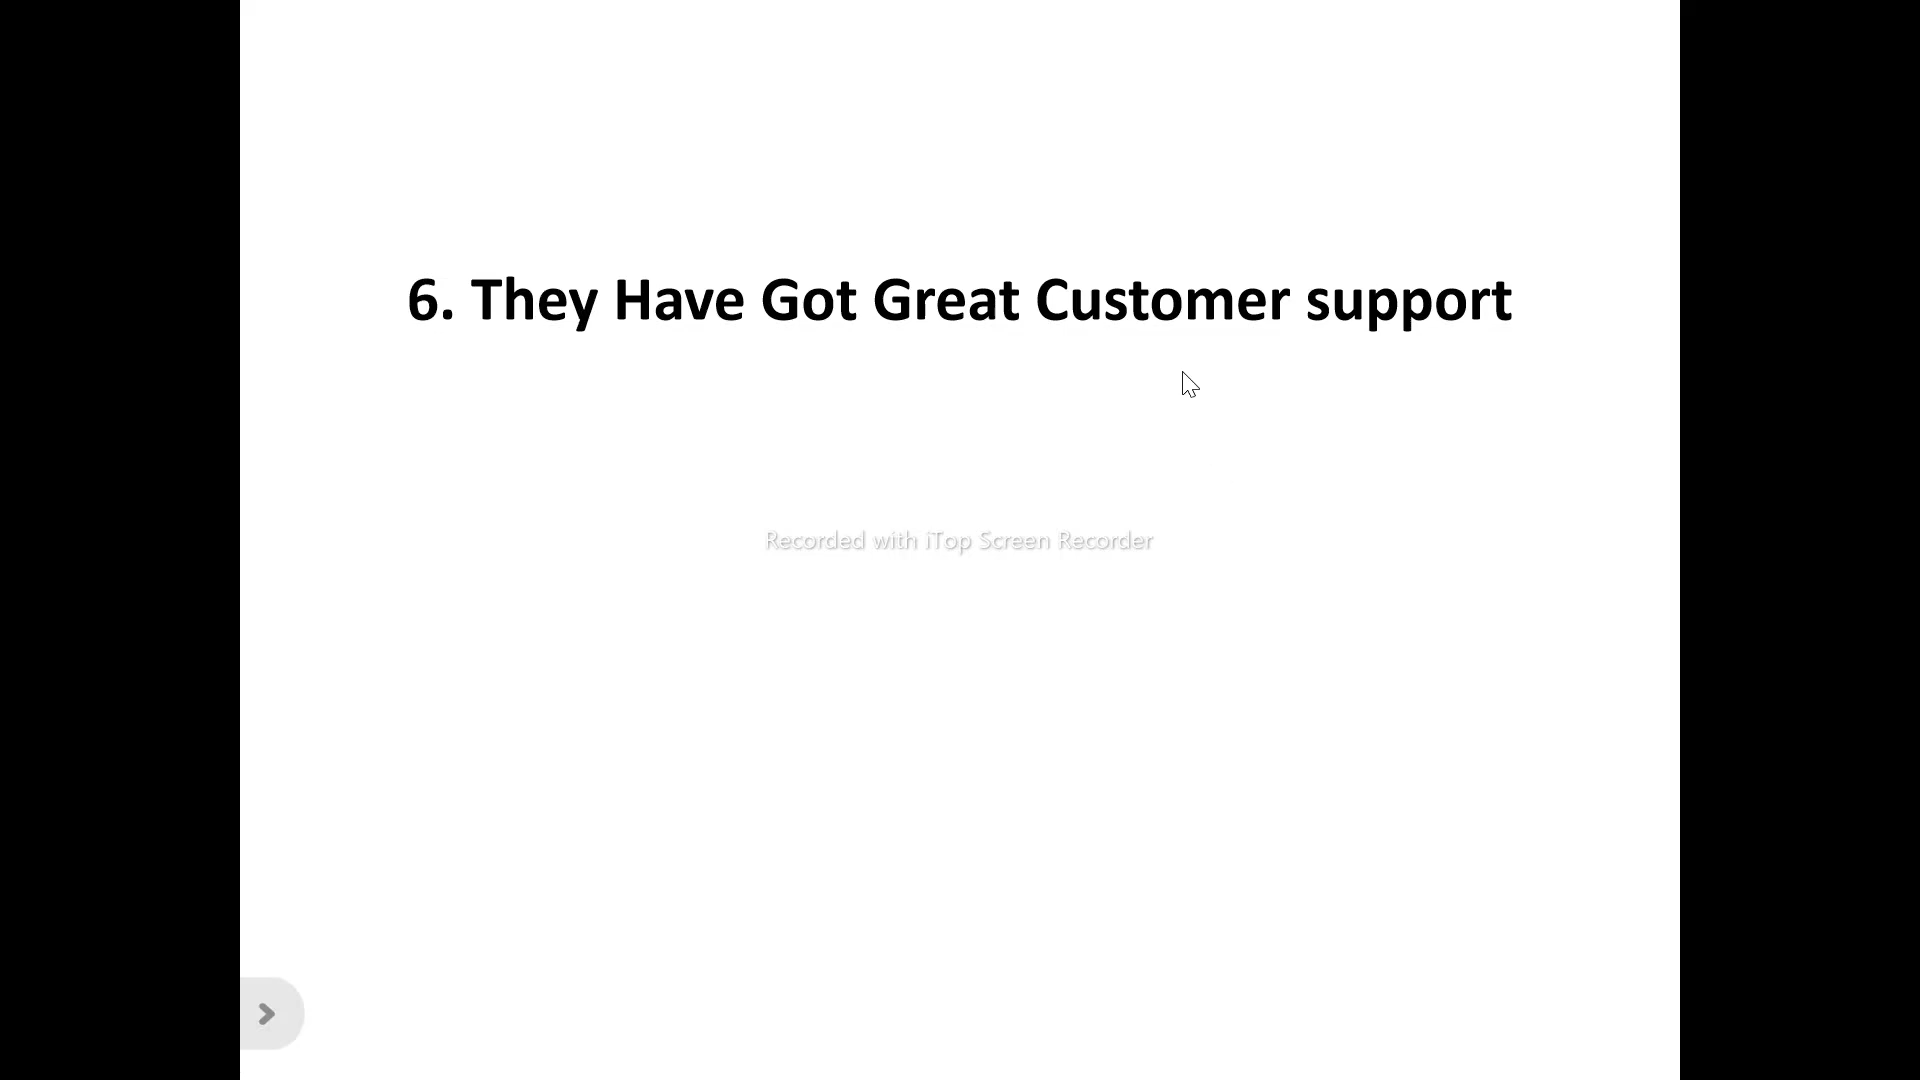 6. They Have Got Great Customer support
Recorded with iTop Screen Recorder